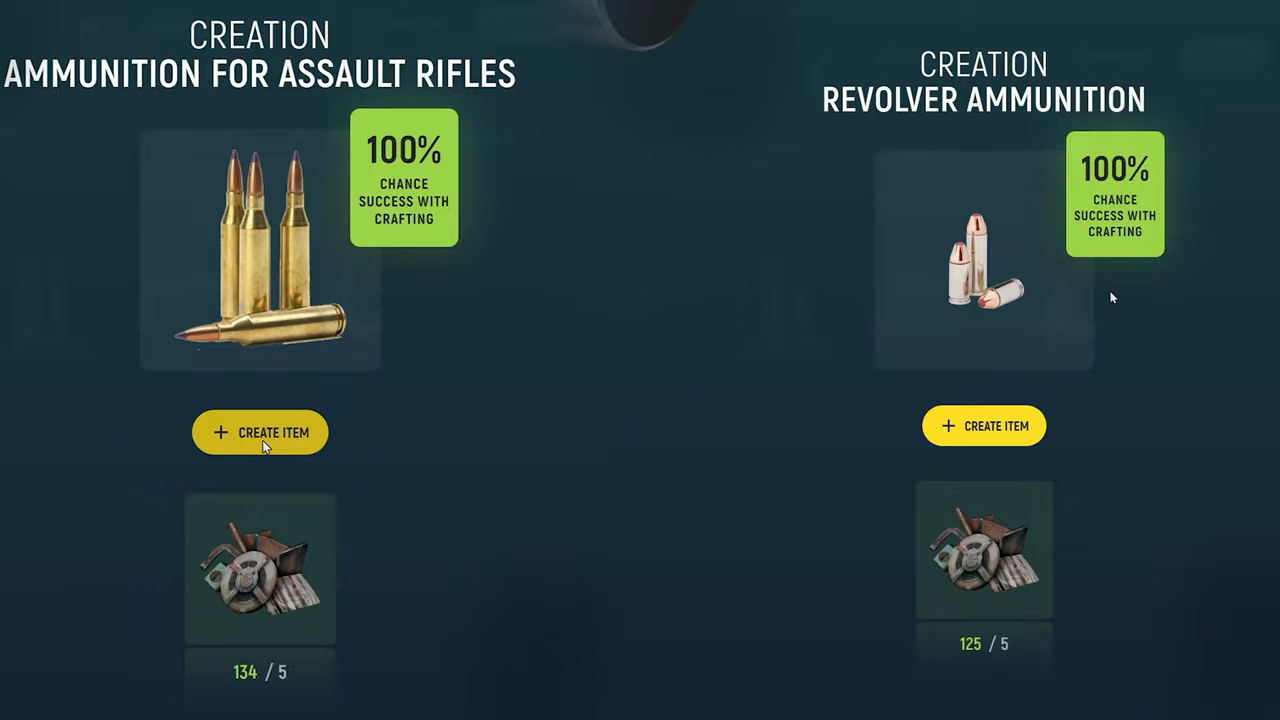 CREATION
AMMUNITION FOR ASSAULT RIFLES
100%
CHANCE
SUCCESS WITH
CRAFTING
+ CREATE ITEM
134 / 5
CREATION
REVOLVER AMMUNITION
100%
CHANCE
SUCCESS WITH
CRAFTING
+ CREATE ITEM
125 / 5